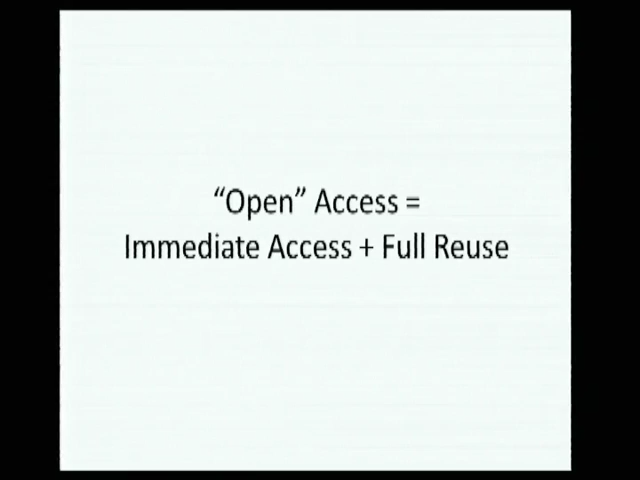 “Open” Access =
Immediate Access + Full Reuse